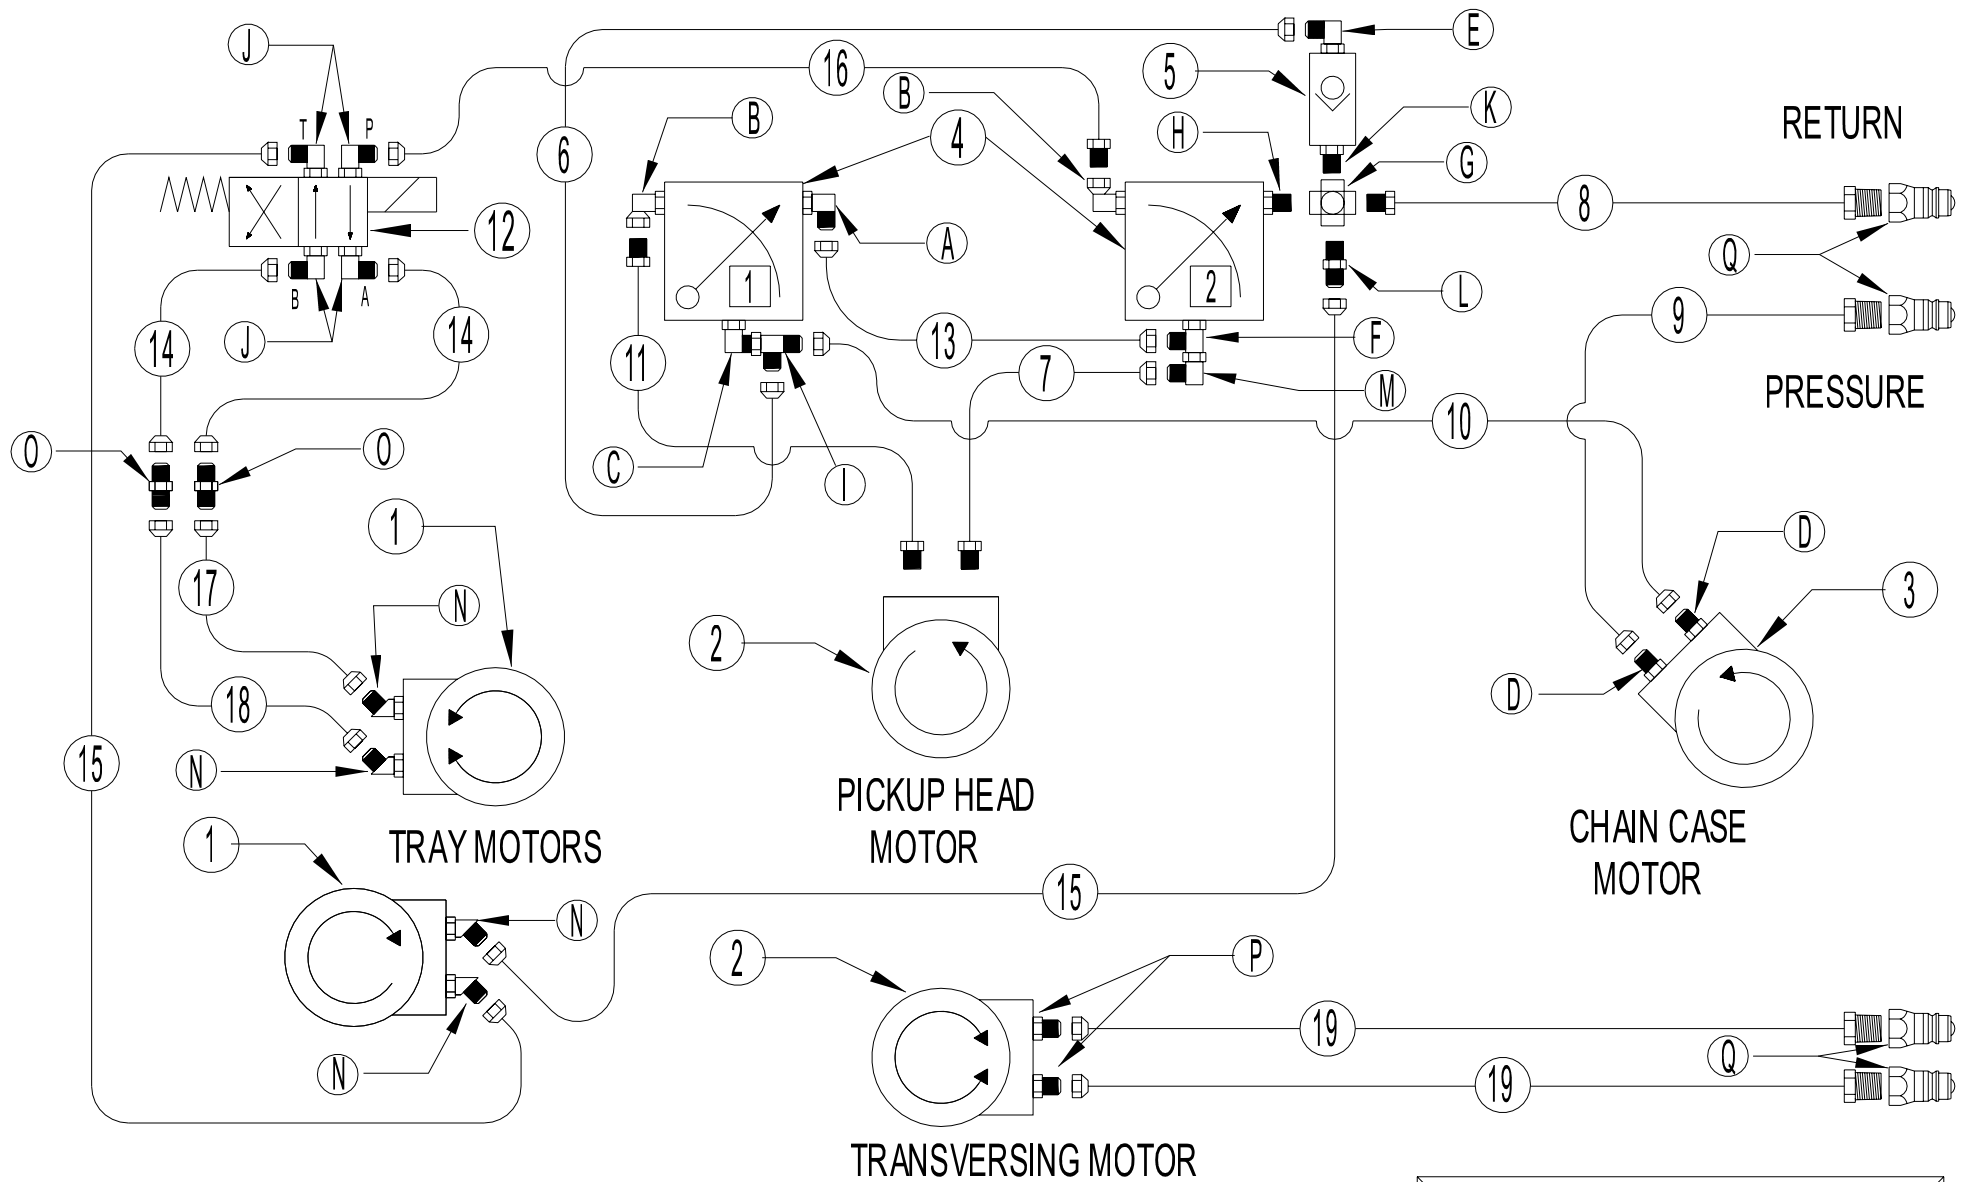 E
J
16
5
B
K
RETURN
T
P
B
H
4
6
G
8
12
A
1
2
Q
L
B
A
9
14
J
14
11
13
F
7
M
PRESSURE
10
O
O
C
I
1
D
17
N
2
3
18
D
15
N
PICKUP HEAD
MOTOR
CHAIN CASE
MOTOR
TRAY MOTORS
1
15
N
2
P
19
Q
N
19
TRANSVERSING MOTOR